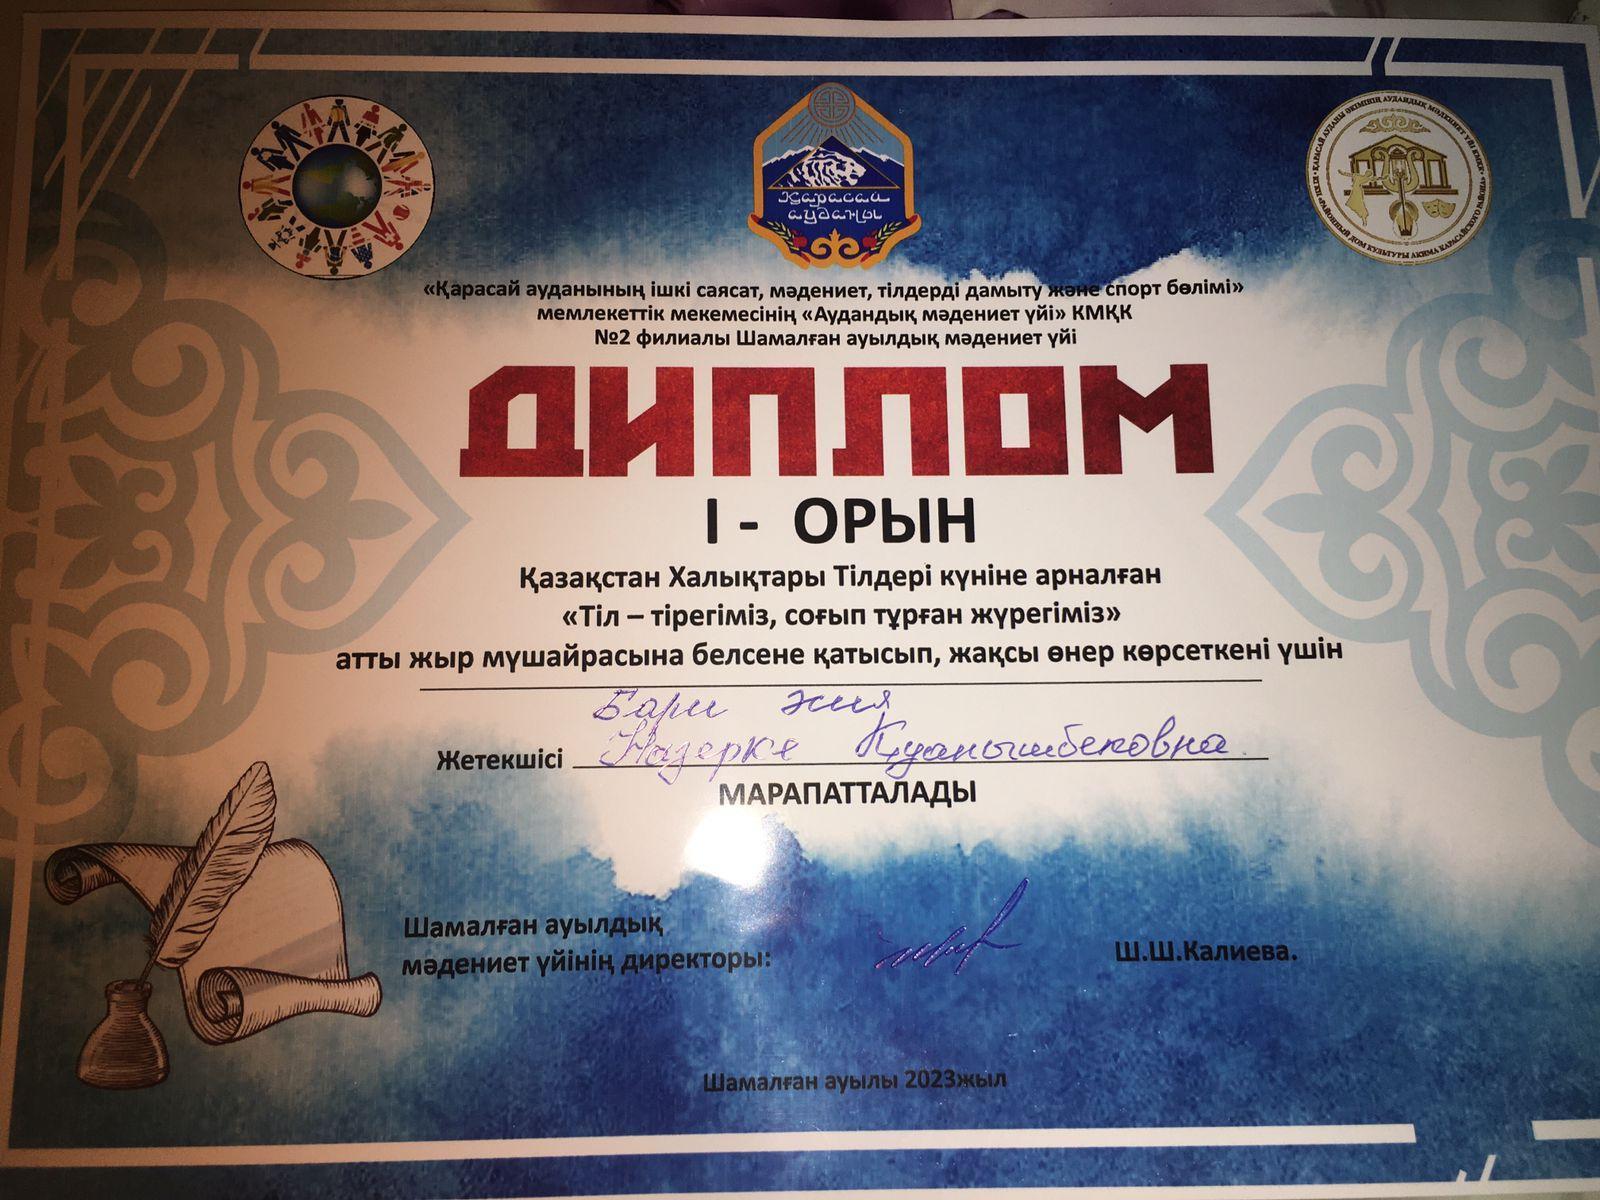 Қарасай
ауданы
«Қарасай ауданының ішкі саясат, мәдениет, тілдерді дамыту және спорт бөлімі»
мемлекеттік мекемесінің «Аудандық мәдениет үйі» КМҚК
№2 филиалы Шамалған ауылдық мәдениет үйі
ДИПЛОМ
I - ОРЫН
Қазақстан Халықтары Тілдері күніне арналған
«Тіл – тірегіміз, соғып тұрған жүрегіміз»
атты жыр мүшайрасына белсене қатысып, жақсы өнер көрсеткені үшін
Бари Әсия
Жетекшісі Назерке Қуанышбековна
МАРАПАТТАЛАДЫ
Шамалған ауылдық
мәдениет үйінің директоры: Ш.Ш.Калиева.
Шамалған ауылы 2023жыл